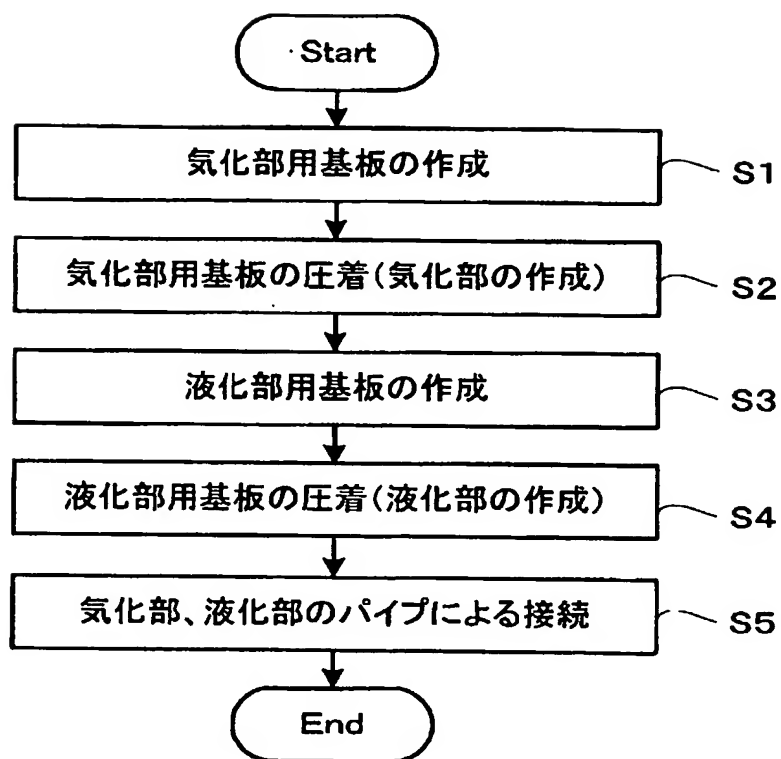 Start
気化部用基板の作成
S1
気化部用基板の圧着(気化部の作成)
S2
液化部用基板の作成
S3
液化部用基板の圧着(液化部の作成)
S4
気化部、液化部のパイプによる接続
S5
End